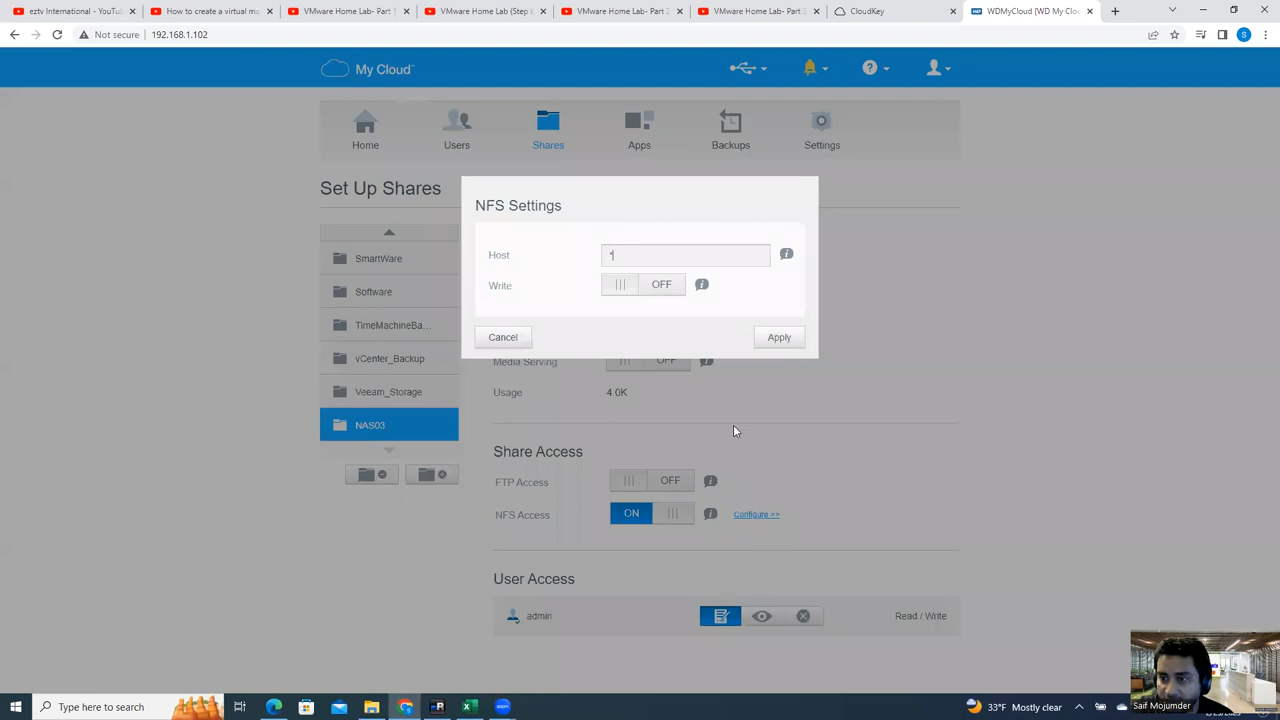 eztv International - YouTu
How to create a virtual ma
VMware Home Lab- Part 1
VMware Home Lab (Step b
VMware Home Lab- Part 2
VMware Home Lab- Part 2
CloudKey
WDMyCloud [WD My Clou
Not secure
192.168.1.102
S
My Cloud™
Home
Users
Shares
Apps
Backups
Settings
Set Up Shares
NFS Settings
Host
*
Write
OFF
Cancel
Apply
SmartWare
Software
TimeMachineBa...
vCenter_Backup
Veeam_Storage
NAS03
Media Serving
OFF
Usage
4.0K
Share Access
FTP Access
OFF
NFS Access
ON
Configure >>
User Access
admin
Read / Write
Type here to search
33°F Mostly clear
Saif Mojumder